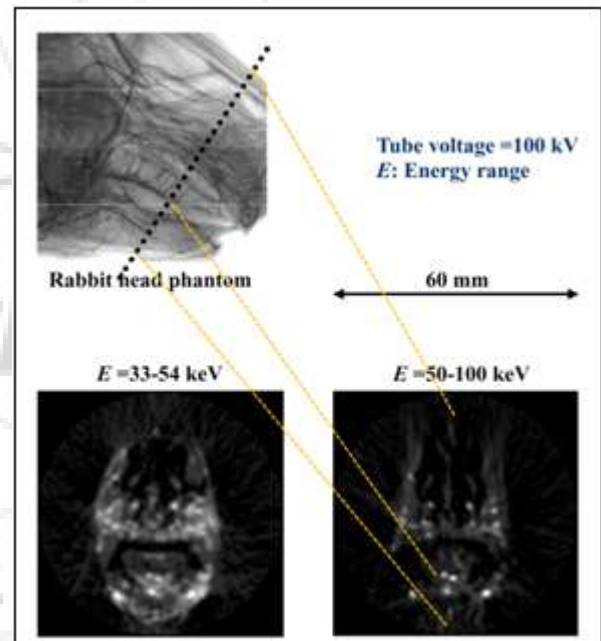 Tube voltage =100 kV
E: Energy range
Rabbit head phantom
60 mm
E =33-54 keV
E =50-100 keV